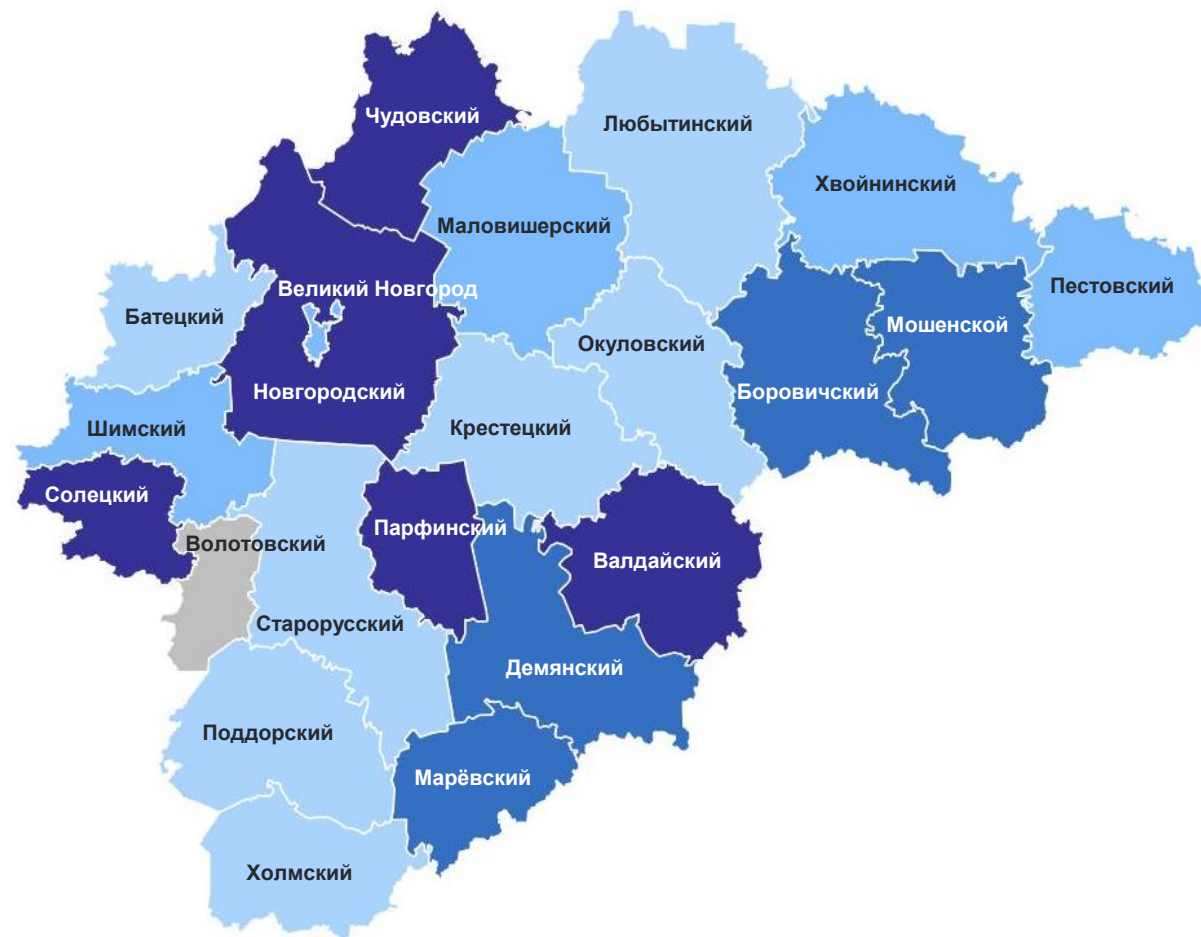 Чудовский
Любытинский
Хвойнинский
Маловишерский
Великий Новгород
Пестовский
Батецкий
Мошенской
Окуловский
Новгородский
Боровичский
Шимский
Крестецкий
Солецкий
Парфинский
Волотовский
Валдайский
Старорусский
Демянский
Поддорский
Марёвский
Холмский